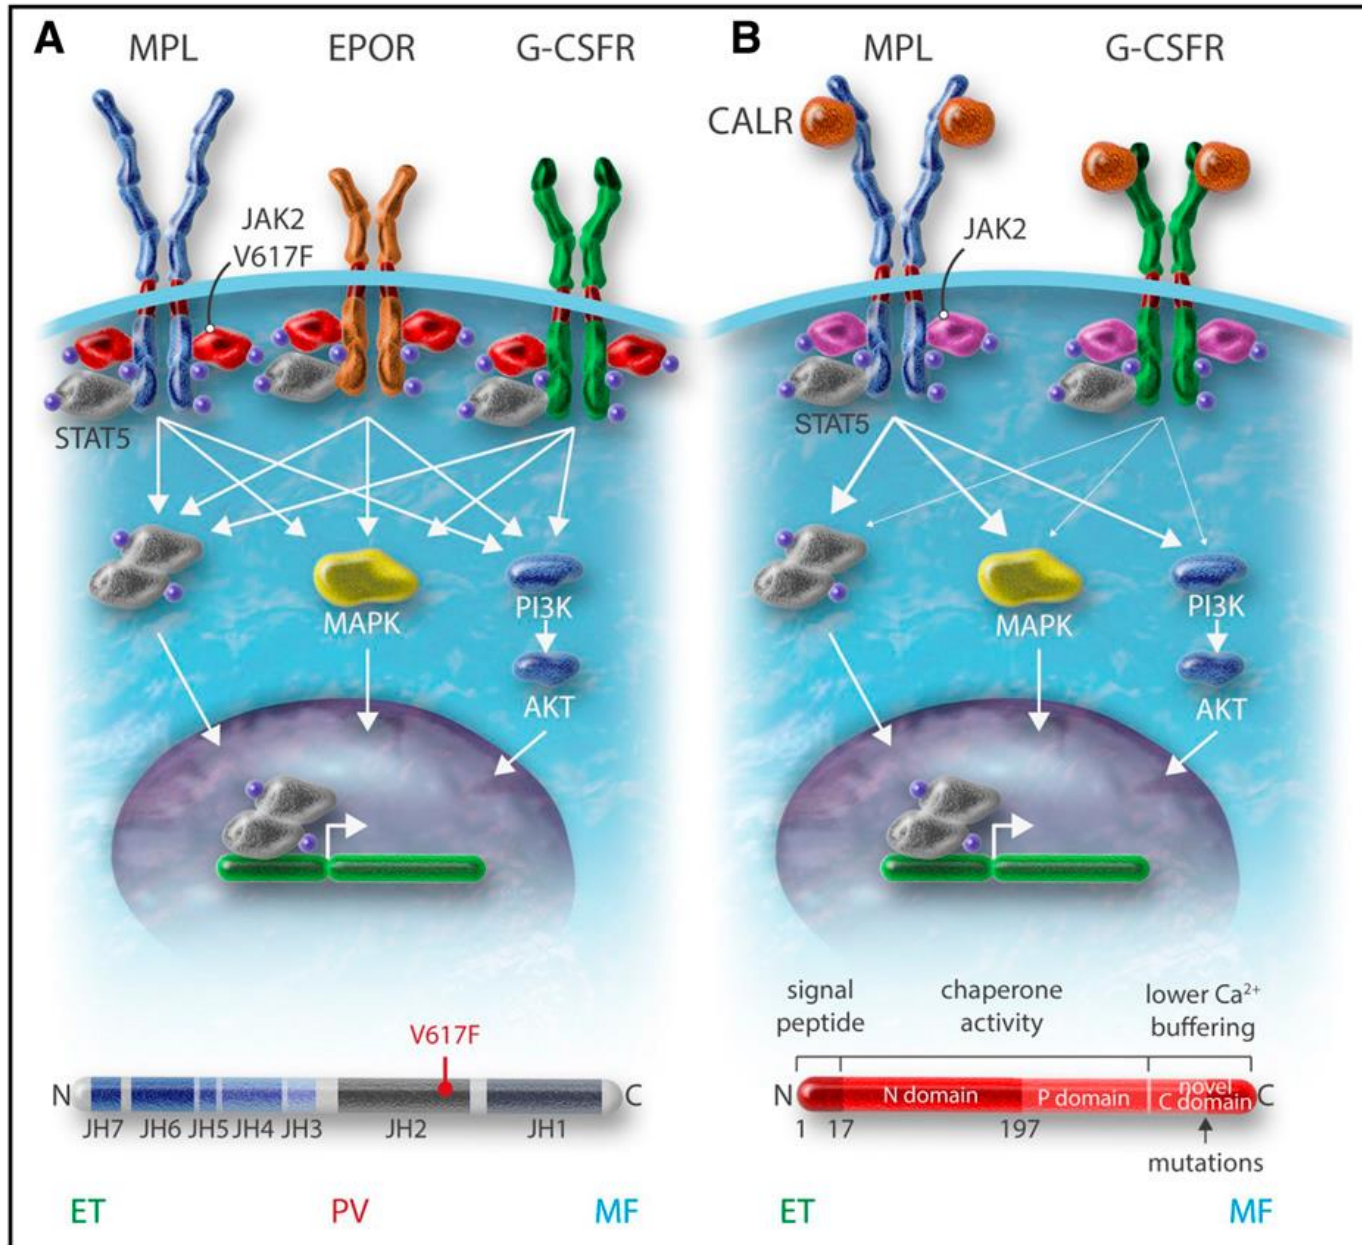 A
MPL EPOR G-CSFR
JAK2
V617F
STAT5
MAPK
PI3K
AKT
V617F
N C
JH7 JH6 JH5 JH4 JH3 JH2 JH1
ET PV MF
B
MPL G-CSFR
CALR
JAK2
STAT5
MAPK
PI3K
AKT
signal
peptide
chaperone
activity
lower Ca²⁺
buffering
N N domain P domain novel
C domain C
1 17 197
mutations
ET MF